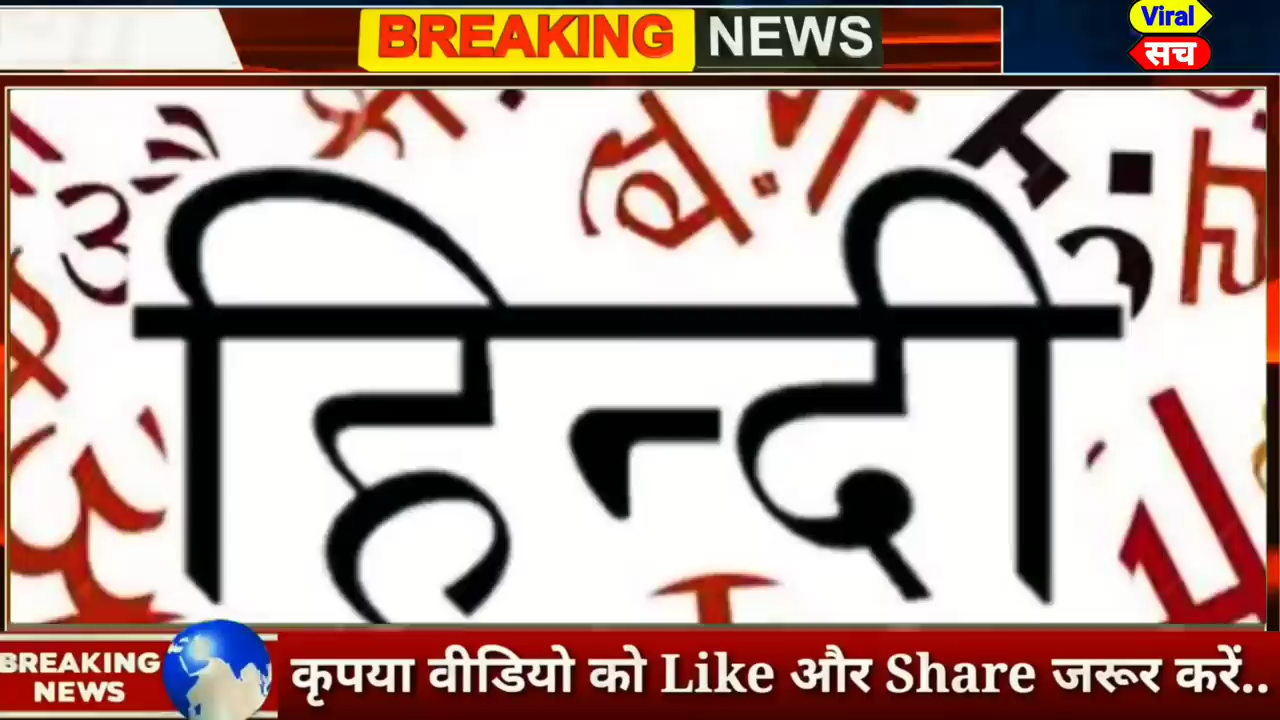 BREAKING NEWS
Viral
सच
हिन्दी
BREAKING
NEWS
कृपया वीडियो को Like और Share जरूर करें..